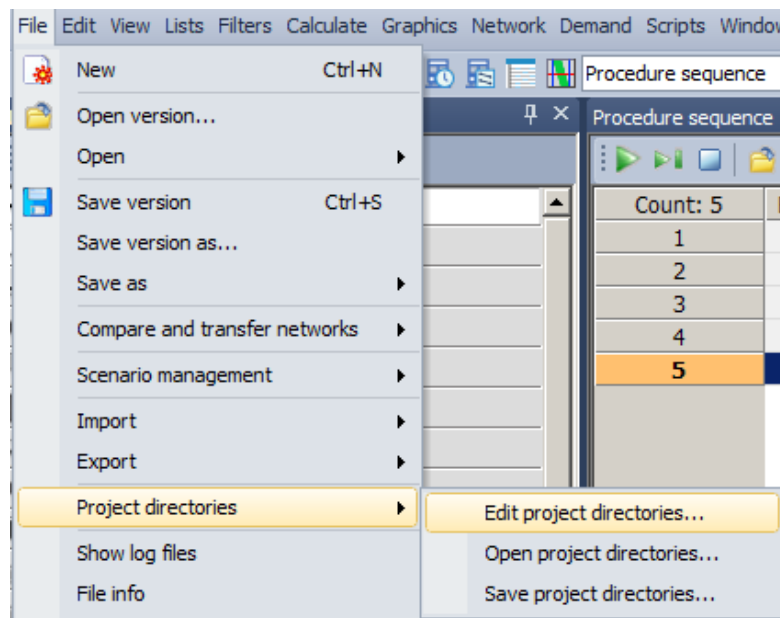 File Edit View Lists Filters Calculate Graphics Network Demand Scripts Window
New Ctrl+N
Procedure sequence
Open version...
Procedure sequence
Open
Save version Ctrl+S
Count: 5
Save version as...
1
Save as
2
3
Compare and transfer networks
4
Scenario management
5
Import
Export
Project directories
Edit project directories...
Show log files
Open project directories...
File info
Save project directories...